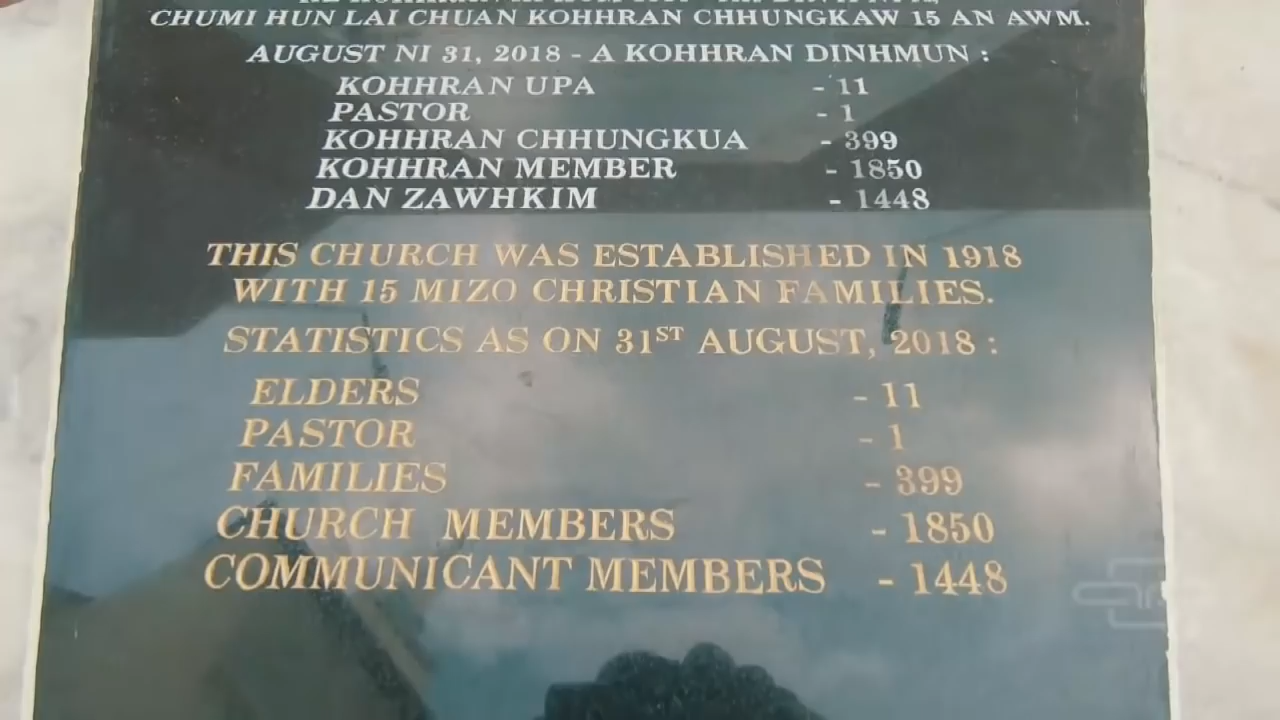 CHUMI HUN LAI CHUAN KOHHRAN CHHUNGKAW 15 AN AWM.
AUGUST NI 31, 2018 - A KOHHRAN DINHMUN :
KOHHRAN UPA - 11
PASTOR - 1
KOHHRAN CHHUNGKUA - 399
KOHHRAN MEMBER - 1850
DAN ZAWHKIM - 1448
THIS CHURCH WAS ESTABLISHED IN 1918
WITH 15 MIZO CHRISTIAN FAMILIES.
STATISTICS AS ON 31ST AUGUST, 2018 :
ELDERS - 11
PASTOR - 1
FAMILIES - 399
CHURCH MEMBERS - 1850
COMMUNICANT MEMBERS - 1448